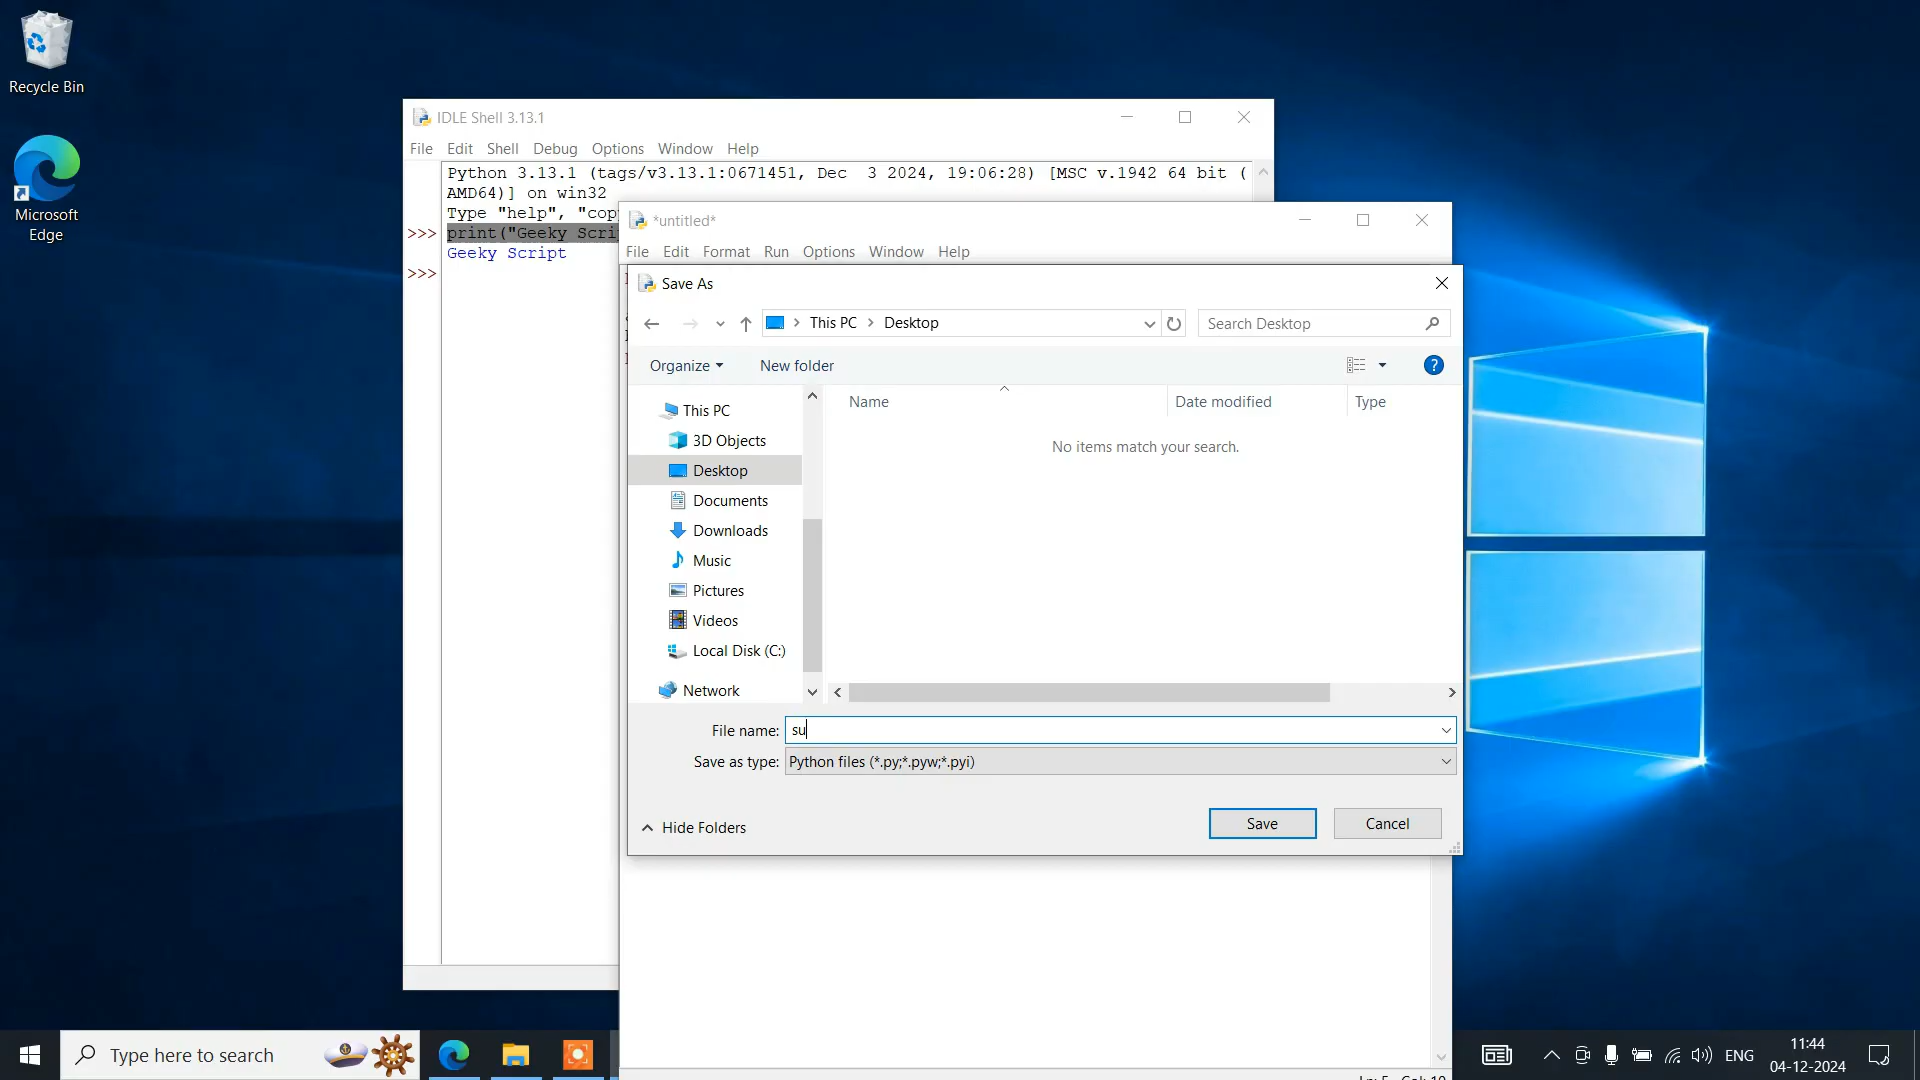 Recycle Bin
Microsoft
Edge
IDLE Shell 3.13.1
File Edit Shell Debug Options Window Help
Python 3.13.1 (tags/v3.13.1:0671451, Dec  3 2024, 19:06:28) [MSC v.1942 64 bit (
AMD64)] on win32
Type "help", "cop
>>> print("Geeky Scri
Geeky Script
>>>
*untitled*
File Edit Format Run Options Window Help
Save As
This PC > Desktop
Search Desktop
Organize New folder
?
Name Date modified Type
No items match your search.
This PC
3D Objects
Desktop
Documents
Downloads
Music
Pictures
Videos
Local Disk (C:)
Network
File name: su
Save as type: Python files (*.py;*.pyw;*.pyi)
Hide Folders
Save Cancel
Type here to search
ENG
11:44
04-12-2024